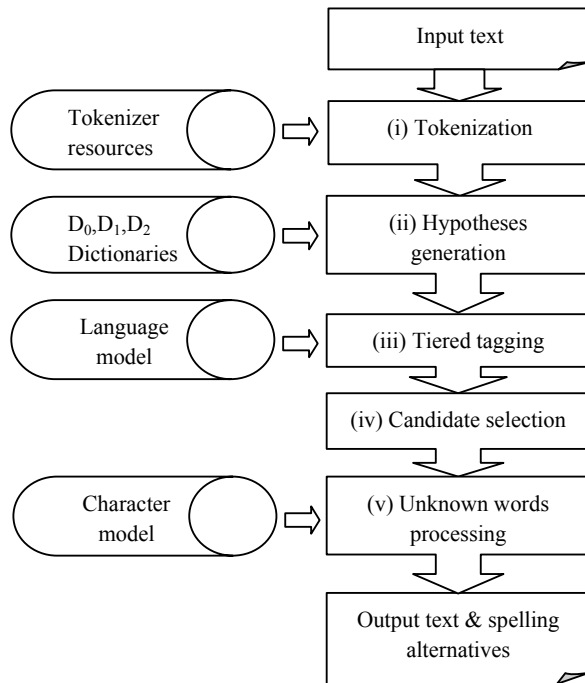 Input text
Tokenizer
resources
(i) Tokenization
D₀,D₁,D₂
Dictionaries
(ii) Hypotheses
generation
Language
model
(iii) Tiered tagging
(iv) Candidate selection
Character
model
(v) Unknown words
processing
Output text & spelling
alternatives